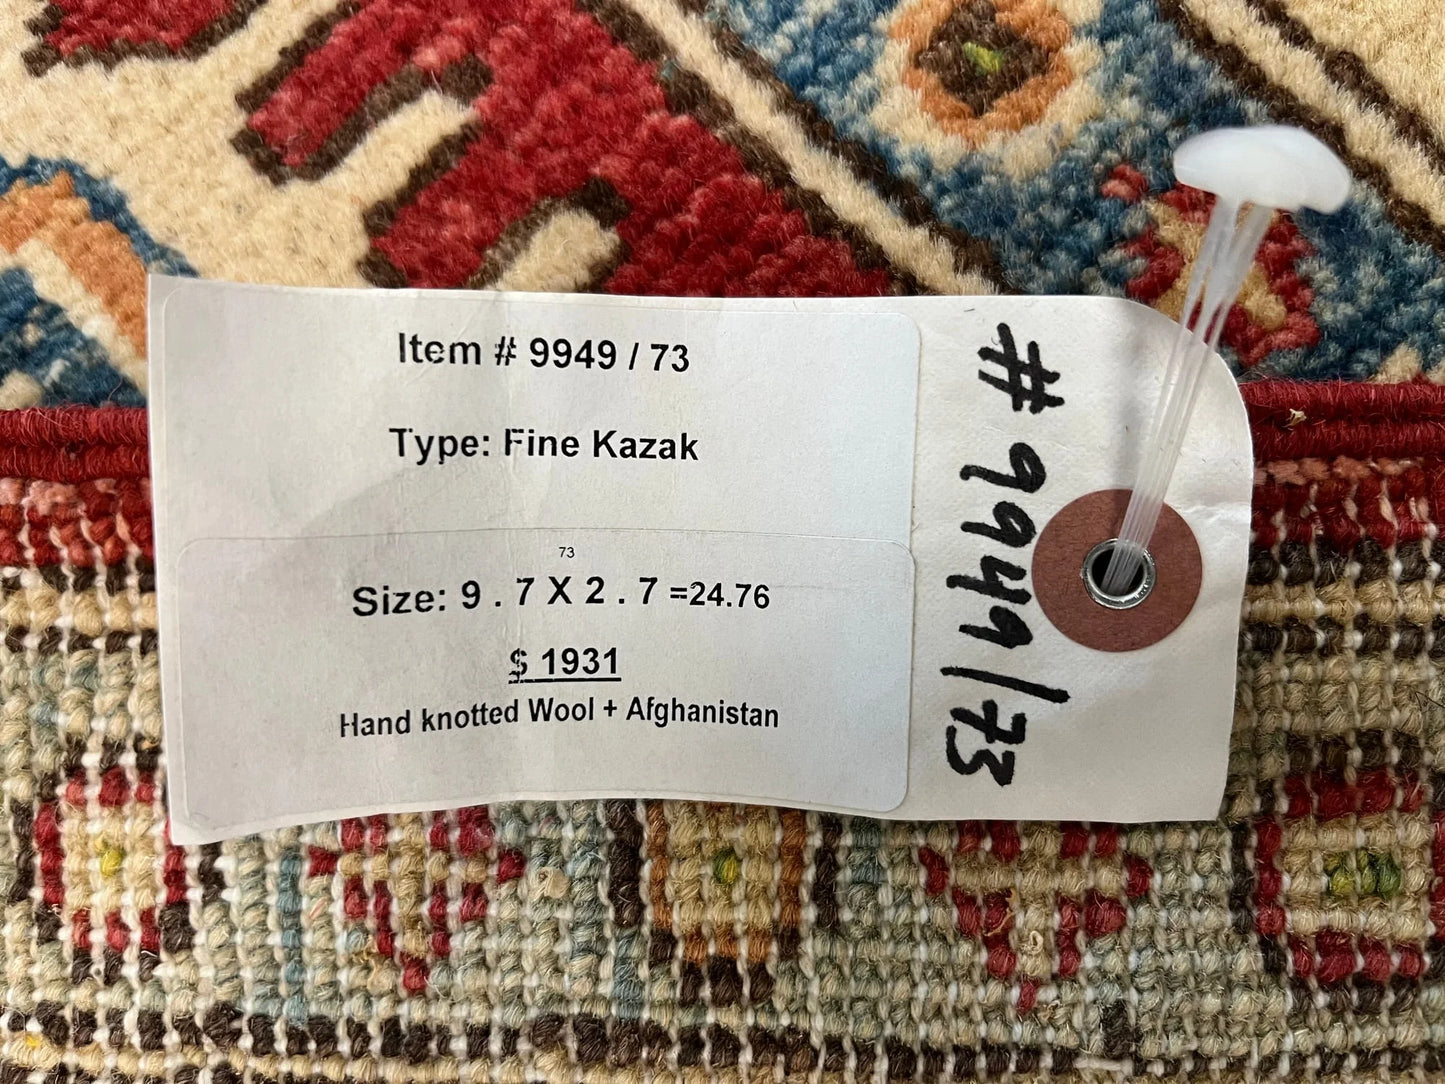 Item # 9949 / 73
Type: Fine Kazak
73
Size: 9 . 7 X 2 . 7 =24.76
$ 1931
Hand knotted Wool + Afghanistan
# 9949/73